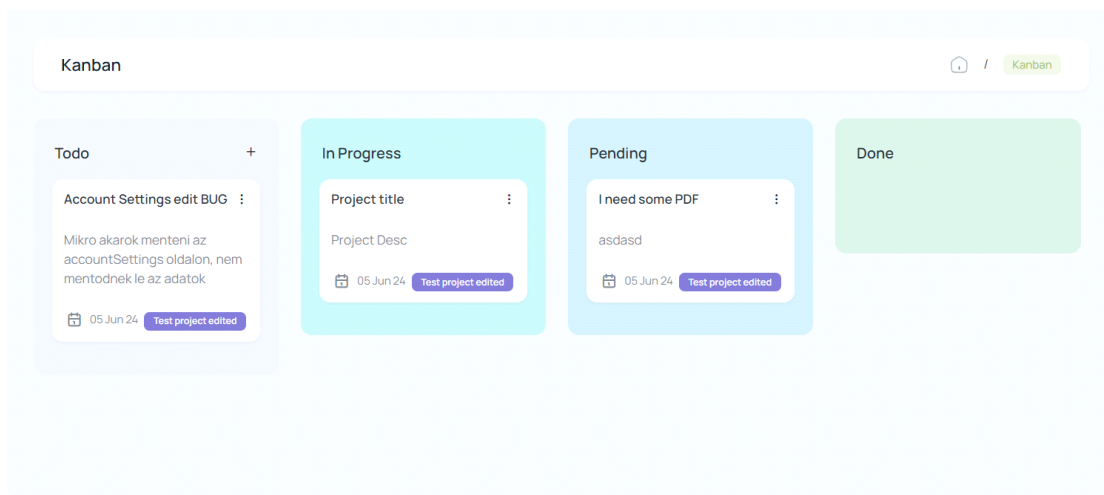 Kanban
/
Kanban
Todo
+
Account Settings edit BUG
Mikro akarok menteni az
accountSettings oldalon, nem
mentodnek le az adatok
05 Jun 24
Test project edited
In Progress
Project title
Project Desc
05 Jun 24
Test project edited
Pending
I need some PDF
asdasd
05 Jun 24
Test project edited
Done